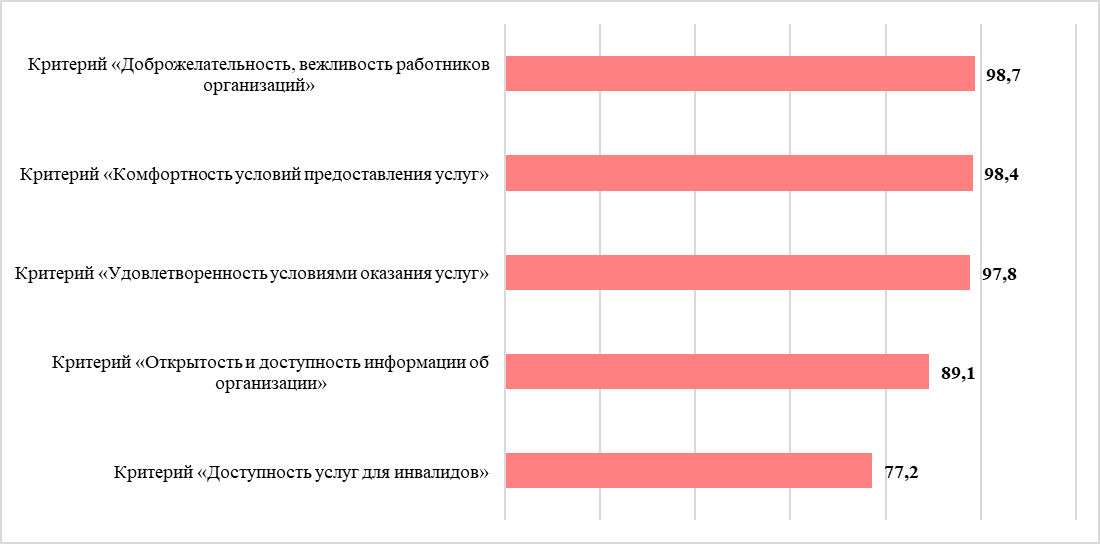 Критерий «Доброжелательность, вежливость работников
организаций»
98,7
Критерий «Комфортность условий предоставления услуг»
98,4
Критерий «Удовлетворенность условиями оказания услуг»
97,8
Критерий «Открытость и доступность информации об
организации»
89,1
Критерий «Доступность услуг для инвалидов»
77,2